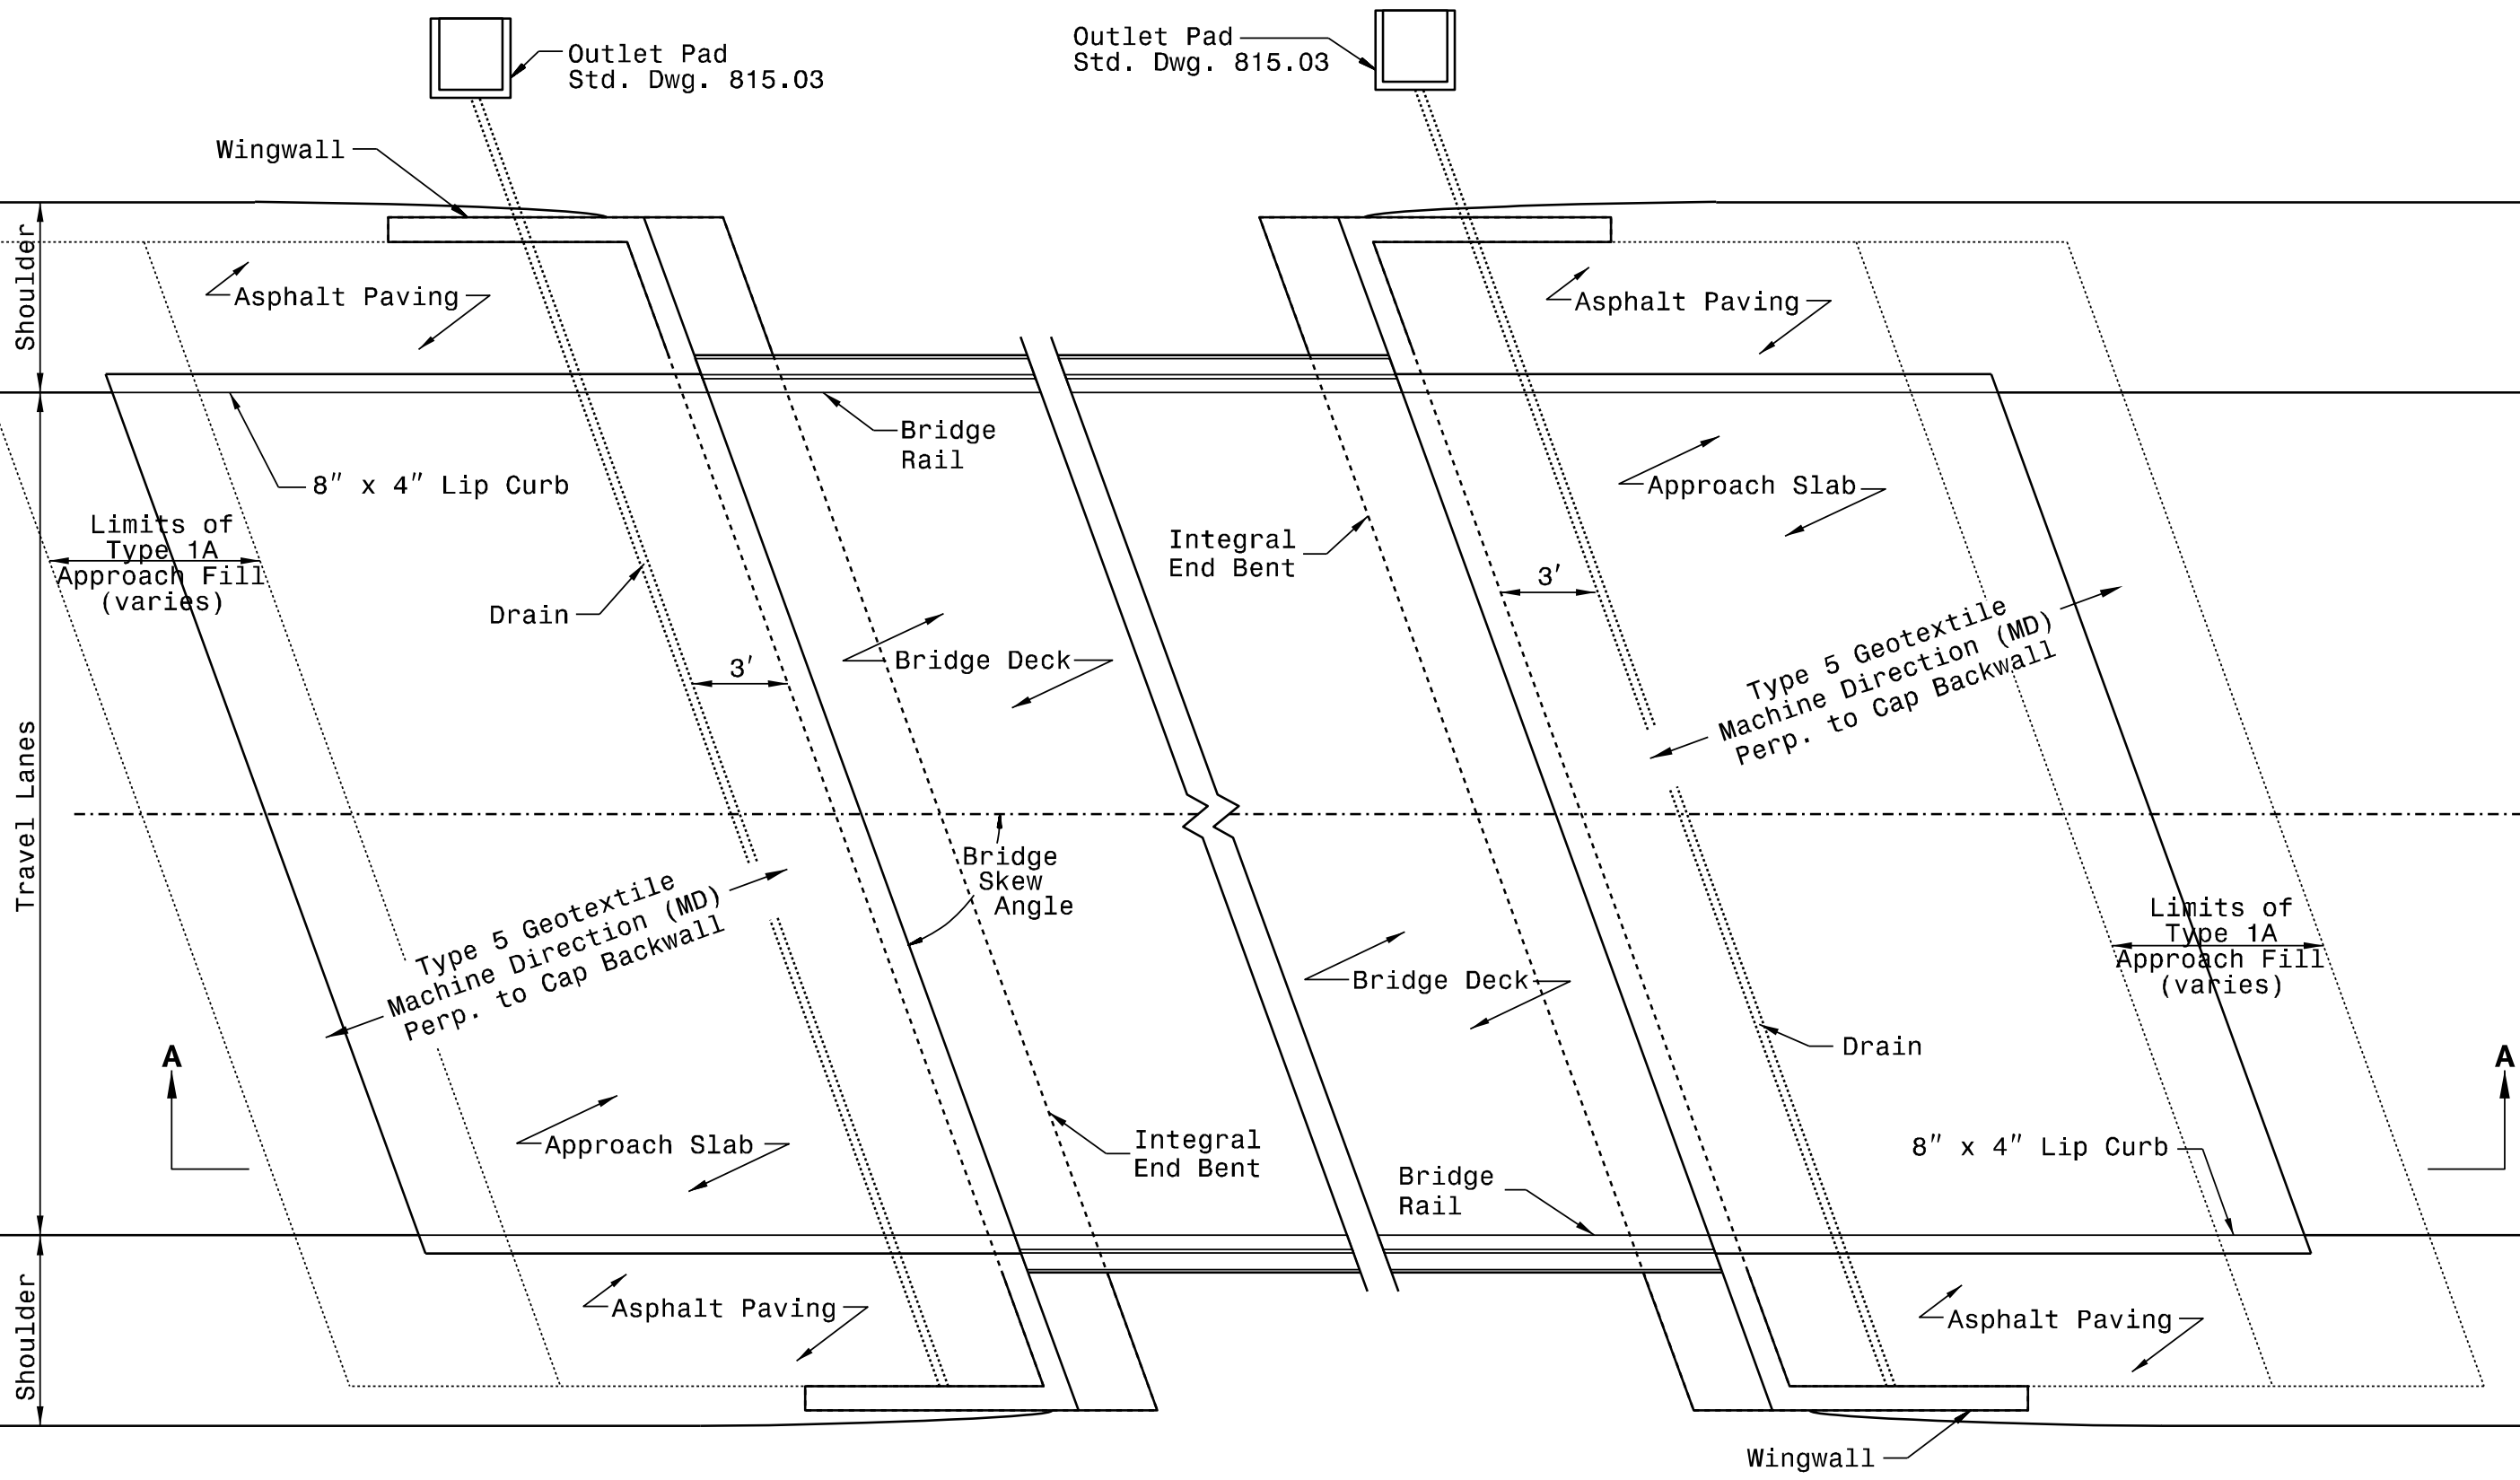 Outlet Pad
Std. Dwg. 815.03
Outlet Pad
Std. Dwg. 815.03
Wingwall
Shoulder
Asphalt Paving
Asphalt Paving
Bridge
Rail
8" x 4" Lip Curb
Approach Slab
Limits of
Type 1A
Approach Fill
(varies)
Integral
End Bent
3'
Drain
Type 5 Geotextile
Machine Direction (MD)
Perp. to Cap Backwall
3'
Bridge Deck
Travel Lanes
Bridge
Skew
Angle
Type 5 Geotextile
Machine Direction (MD)
Perp. to Cap Backwall
Limits of
Type 1A
Approach Fill
(varies)
Bridge Deck
A
Drain
A
Approach Slab
Integral
End Bent
8" x 4" Lip Curb
Bridge
Rail
Shoulder
Asphalt Paving
Asphalt Paving
Wingwall